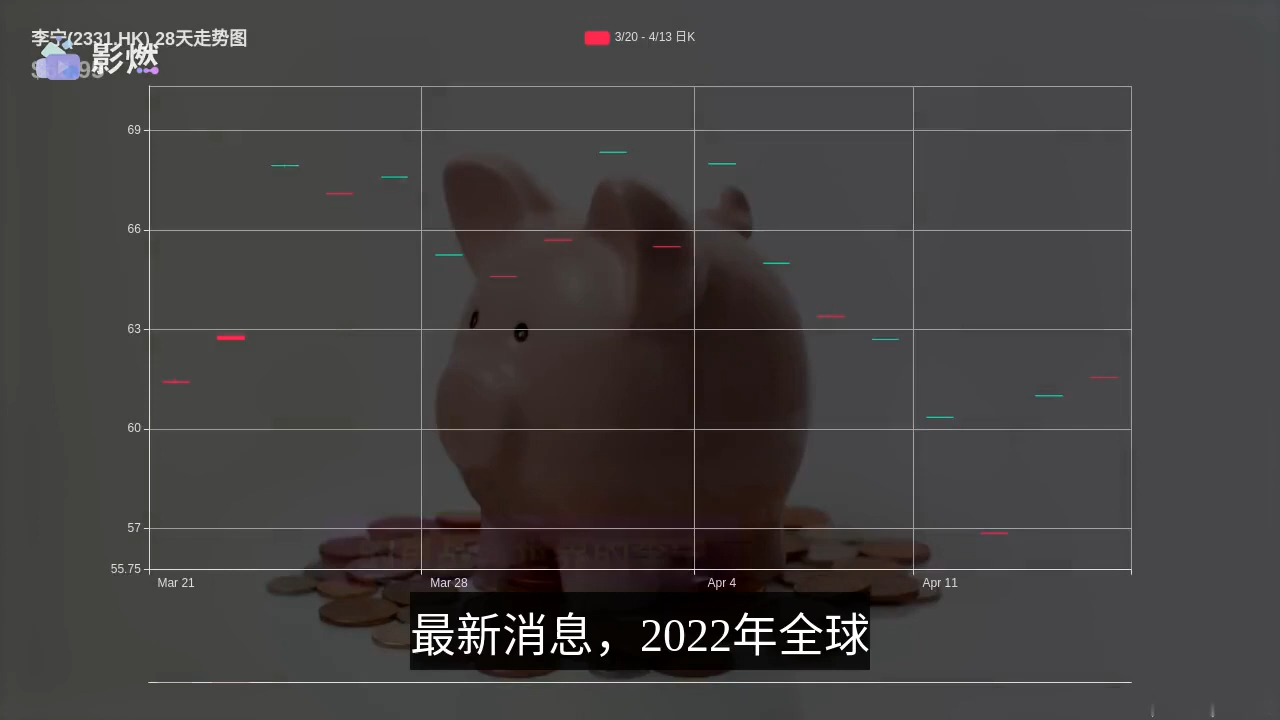 李宁(2331.HK) 28天走势图
3/20 - 4/13 日K
影燃
69
66
63
60
57
55.75
Mar 21
Mar 28
Apr 4
Apr 11
最新消息，2022年全球